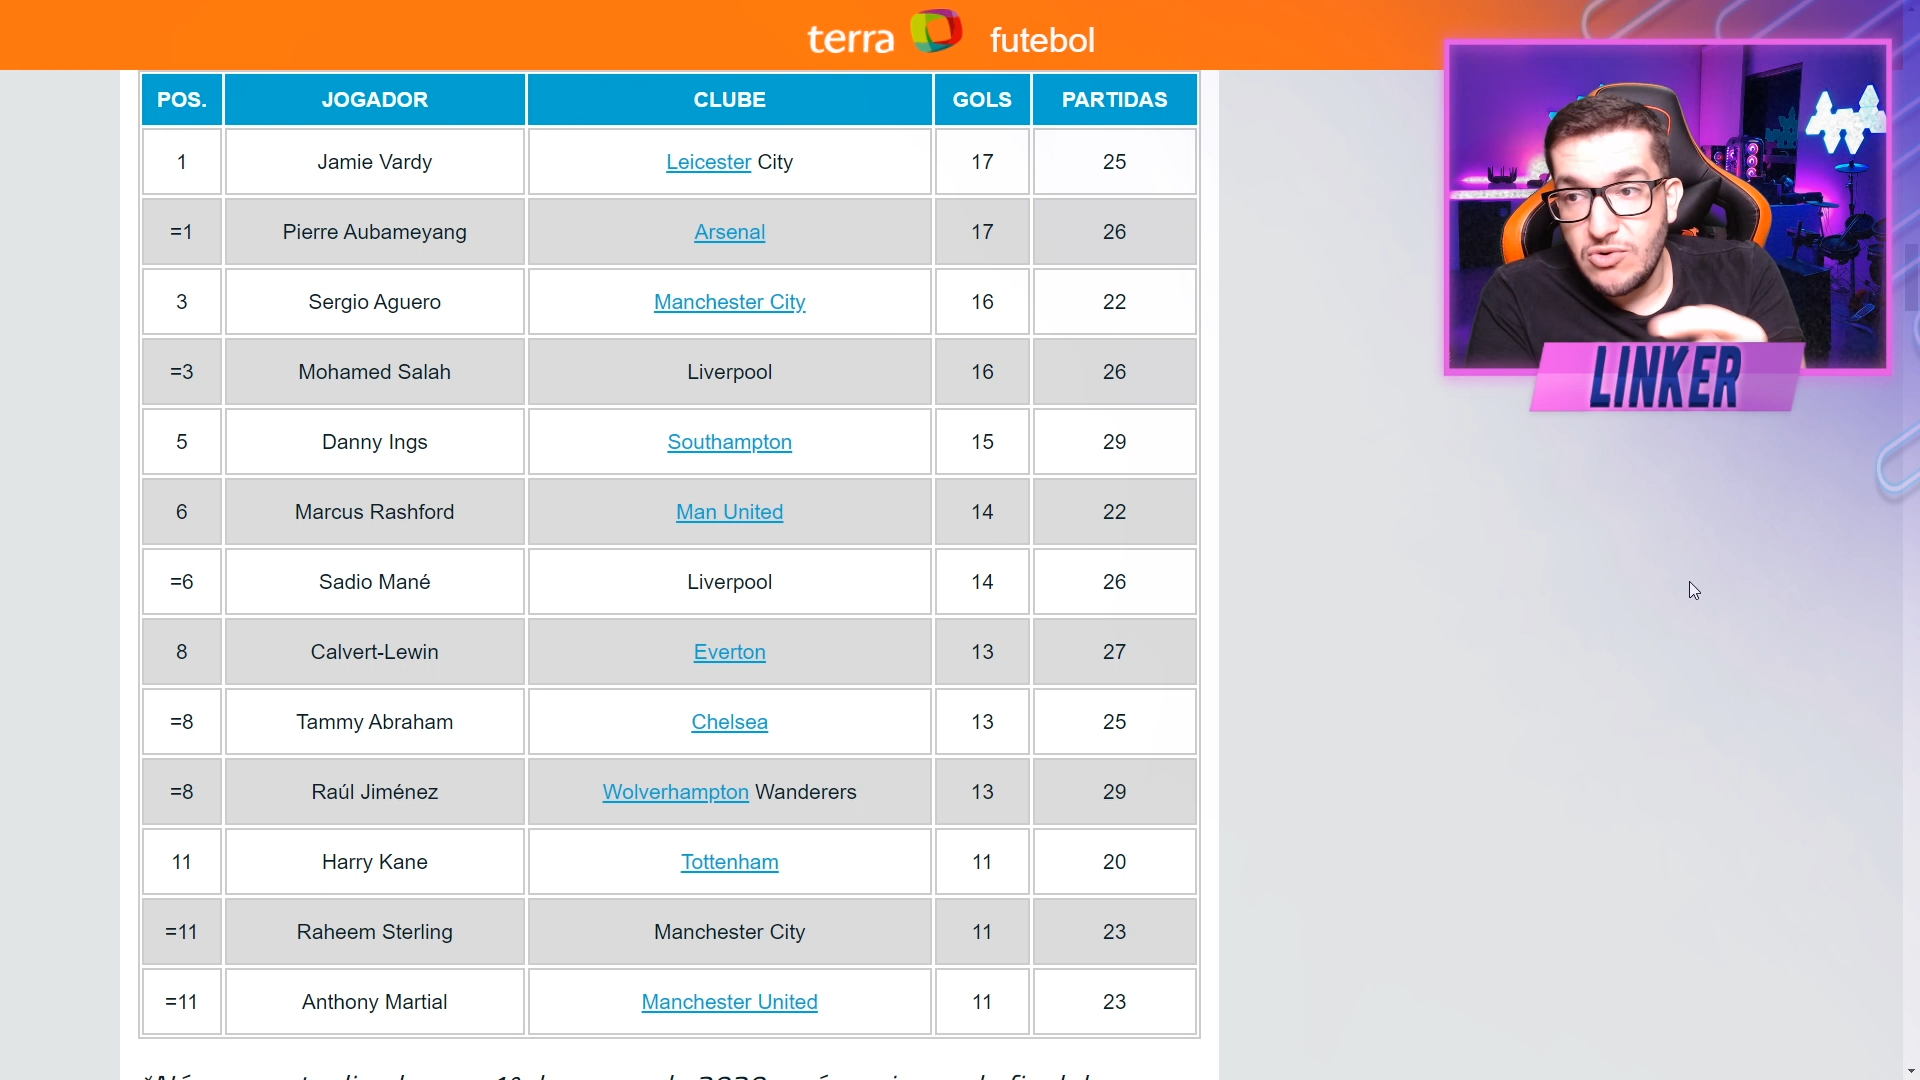 terra futebol
POS. JOGADOR CLUBE GOLS PARTIDAS
1 Jamie Vardy Leicester City 17 25
=1 Pierre Aubameyang Arsenal 17 26
3 Sergio Aguero Manchester City 16 22
=3 Mohamed Salah Liverpool 16 26
5 Danny Ings Southampton 15 29
6 Marcus Rashford Man United 14 22
=6 Sadio Mané Liverpool 14 26
8 Calvert-Lewin Everton 13 27
=8 Tammy Abraham Chelsea 13 25
=8 Raúl Jiménez Wolverhampton Wanderers 13 29
11 Harry Kane Tottenham 11 20
=11 Raheem Sterling Manchester City 11 23
=11 Anthony Martial Manchester United 11 23
LINKER